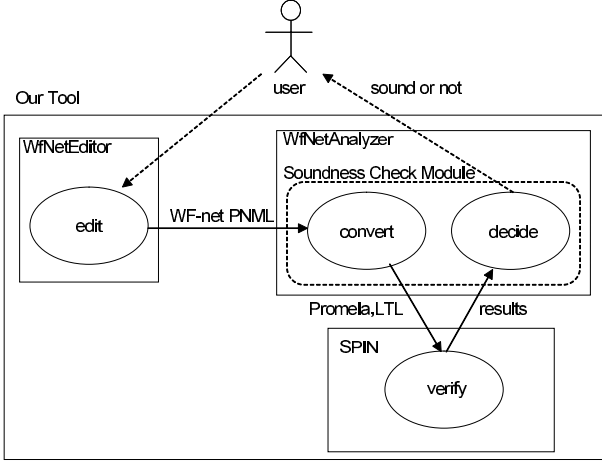 user
sound or not
Our Tool
WfNetEditor
WfNetAnalyzer
Soundness Check Module
edit
WF-net PNML
convert
decide
Promella,LTL
results
SPIN
verify